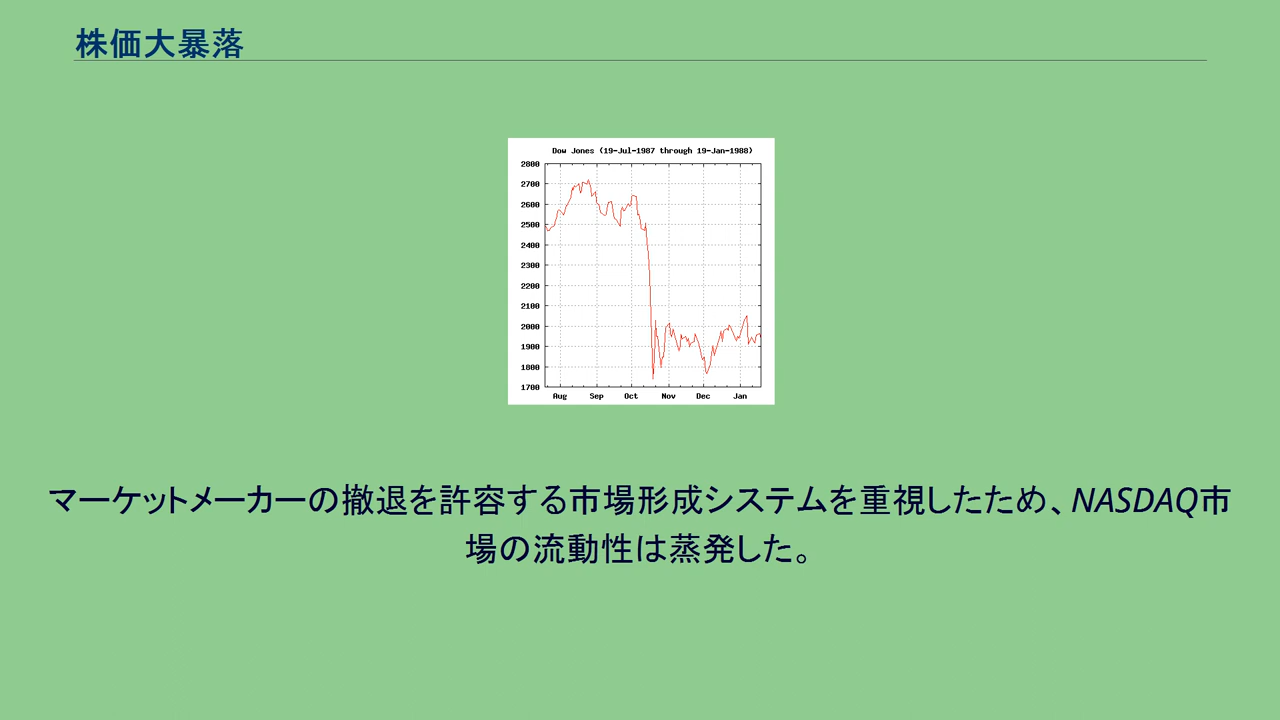 株価大暴落
Dow Jones (19-Jul-1987 through 19-Jan-1988)
2800
2700
2600
2500
2400
2300
2200
2100
2000
1900
1800
1700
Aug Sep Oct Nov Dec Jan
マーケットメーカーの撤退を許容する市場形成システムを重視したため、NASDAQ市
場の流動性は蒸発した。